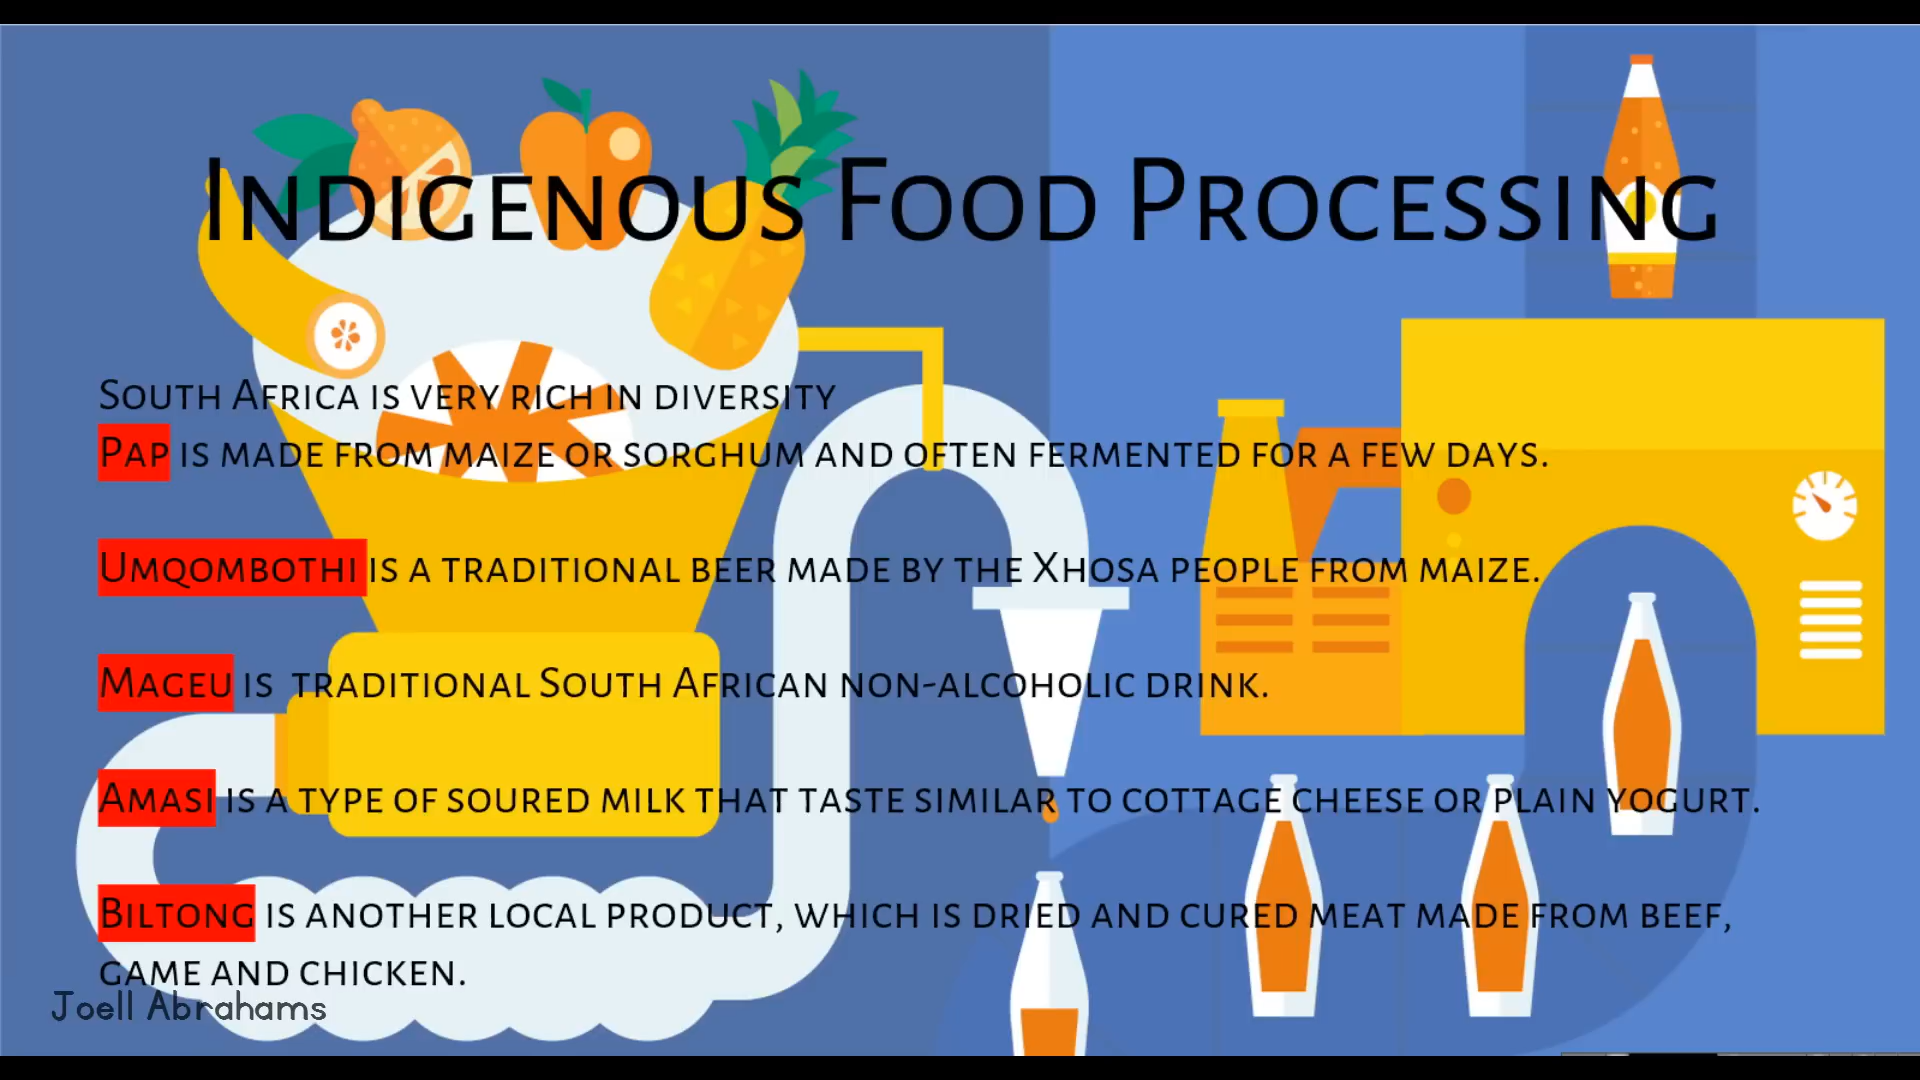 Indigenous Food Processing
South Africa is very rich in diversity
Pap is made from maize or sorghum and often fermented for a few days.
Umqombothi is a traditional beer made by the Xhosa people from maize.
Mageu is traditional South African non-alcoholic drink.
Amasi is a type of soured milk that taste similar to cottage cheese or plain yogurt.
Biltong is another local product, which is dried and cured meat made from beef,
game and chicken.
Joell Abrahams